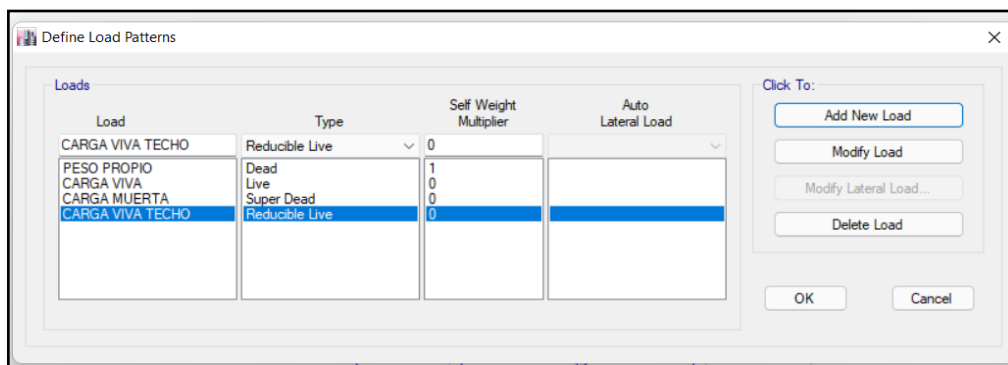 Define Load Patterns
Loads
Click To:
Load Type Self Weight Multiplier Auto Lateral Load
CARGA VIVA TECHO Reducible Live 0
PESO PROPIO Dead 1
CARGA VIVA Live 0
CARGA MUERTA Super Dead 0
CARGA VIVA TECHO Reducible Live 0
Add New Load
Modify Load
Modify Lateral Load...
Delete Load
OK Cancel